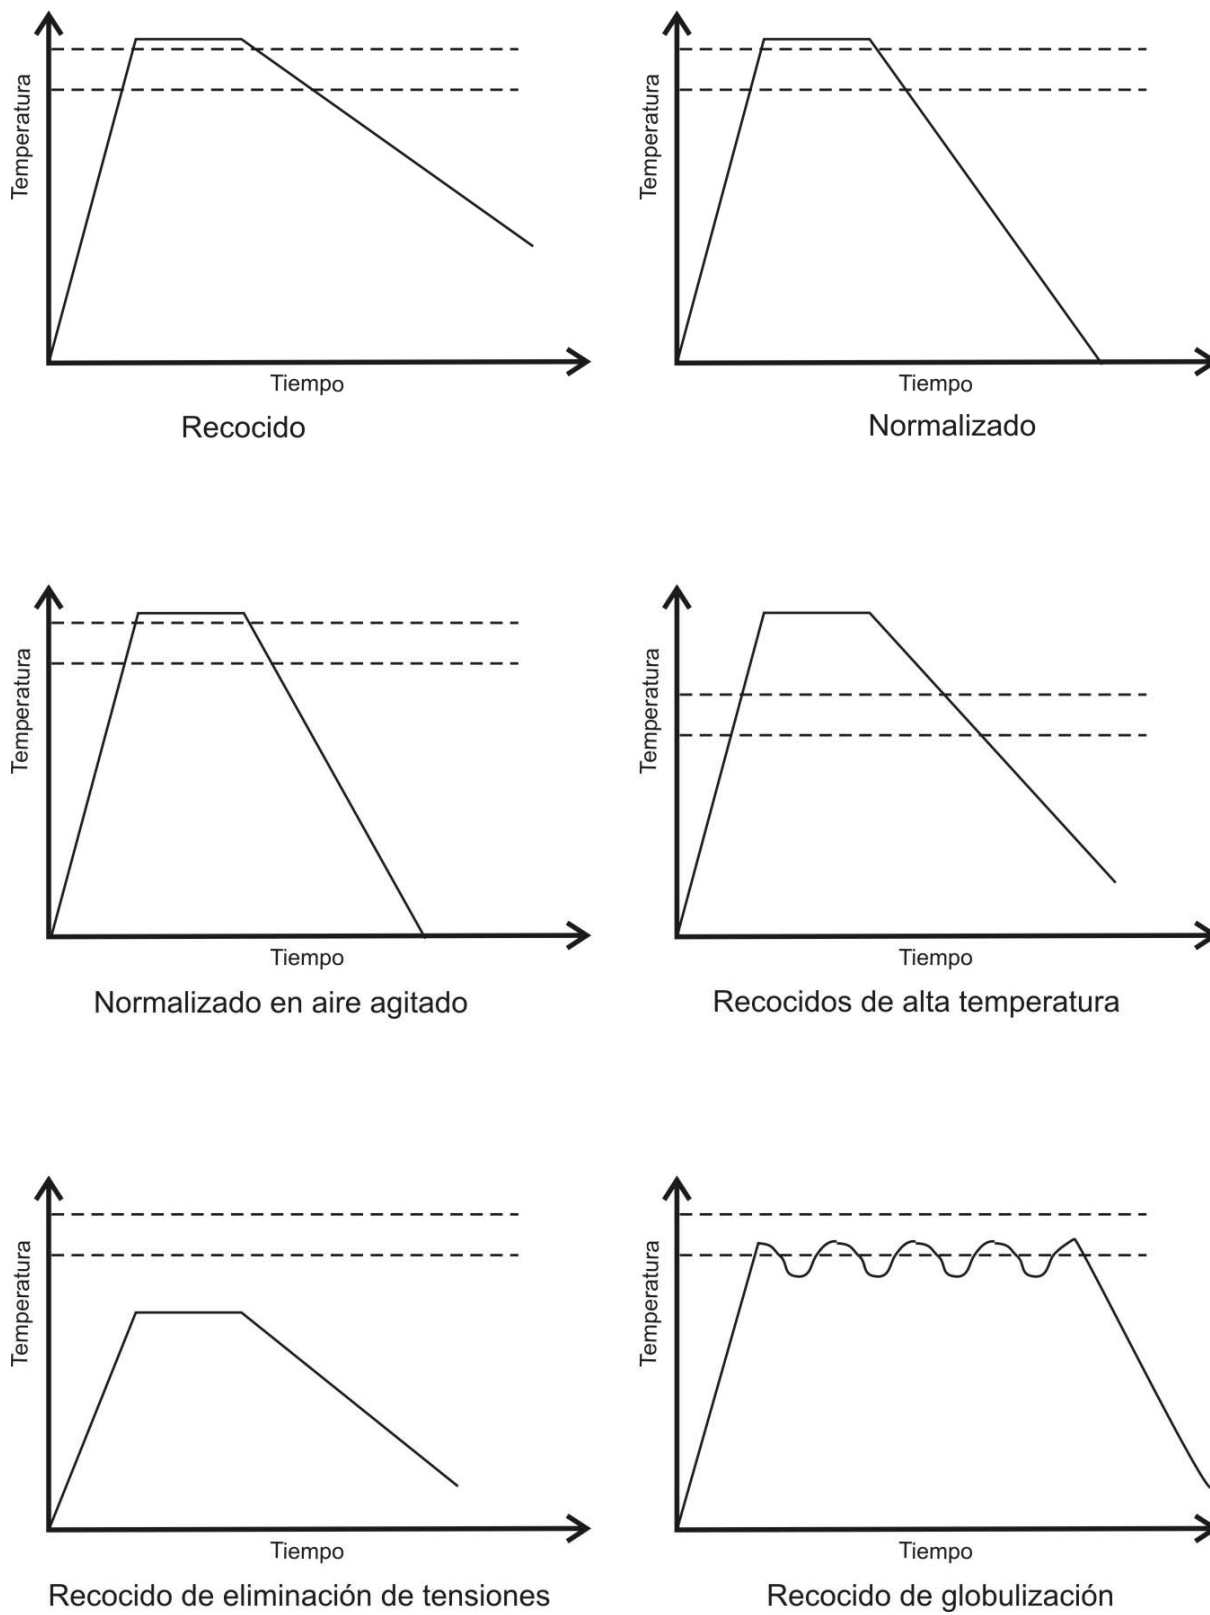 Temperatura
Tiempo
Recocido
Temperatura
Tiempo
Normalizado
Temperatura
Tiempo
Normalizado en aire agitado
Temperatura
Tiempo
Recocidos de alta temperatura
Temperatura
Tiempo
Recocido de eliminación de tensiones
Temperatura
Tiempo
Recocido de globulización